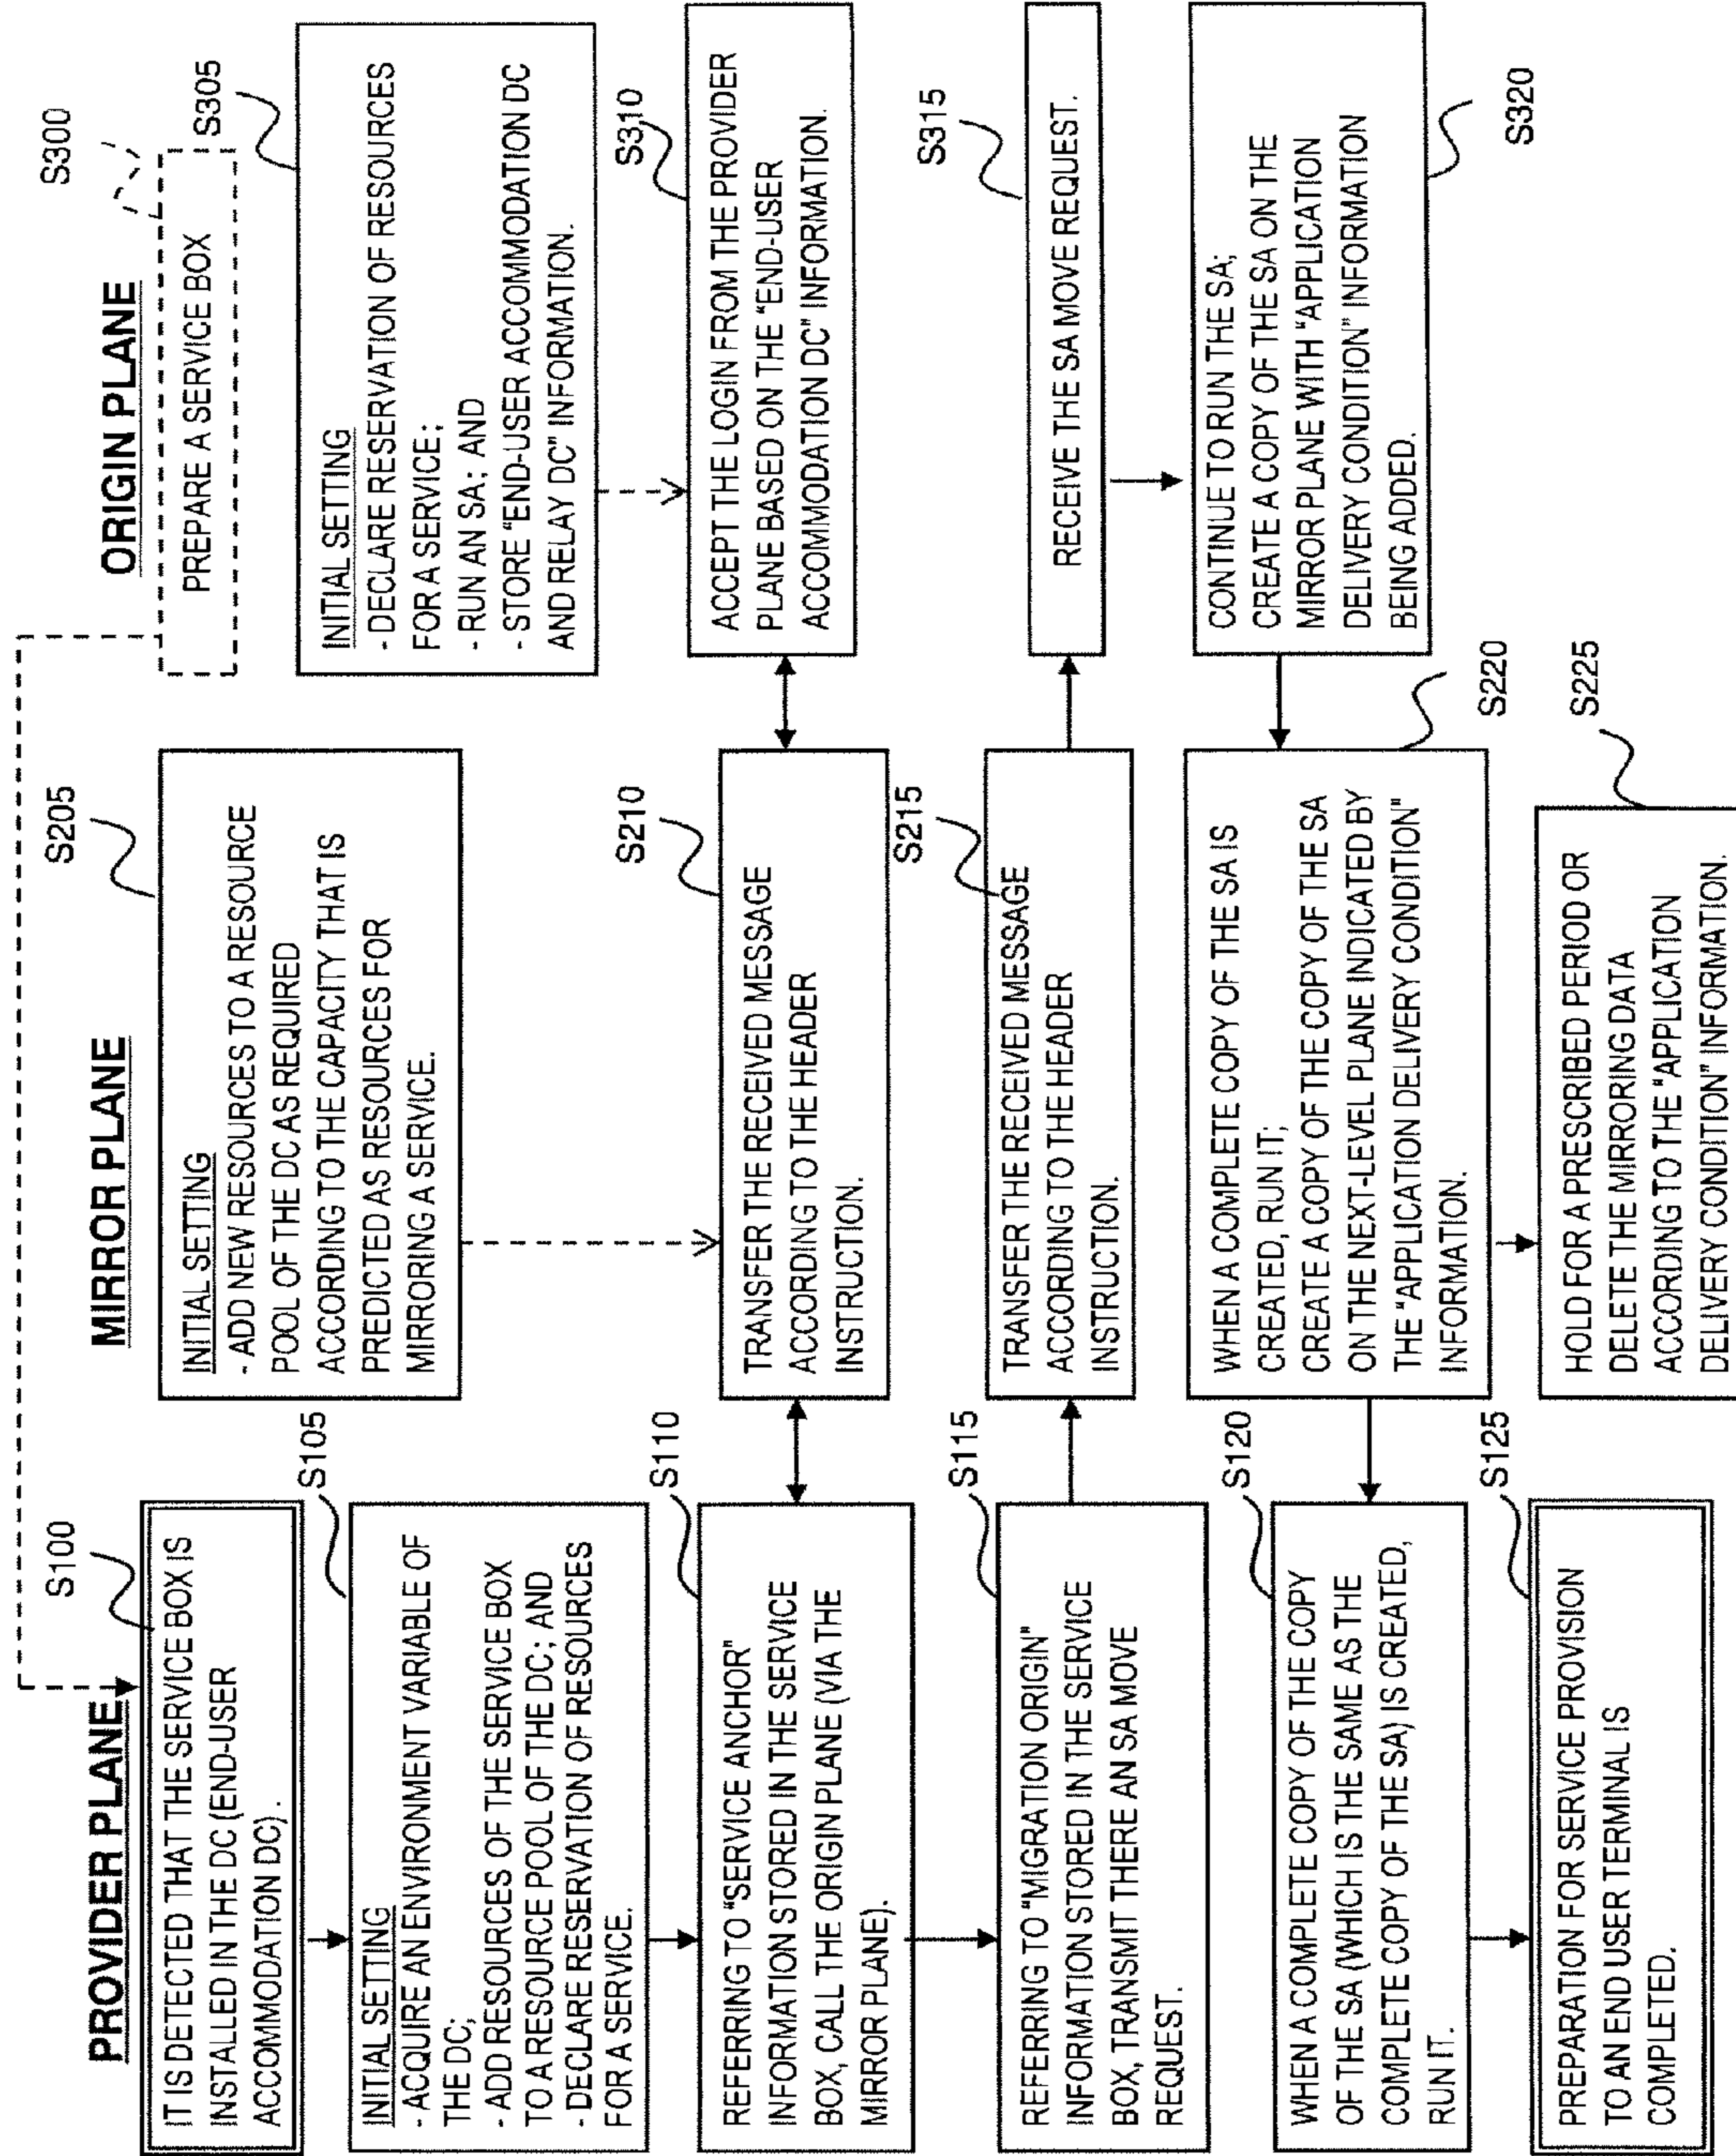 PROVIDER PLANE
S100
IT IS DETECTED THAT THE SERVICE BOX IS
INSTALLED IN THE DC (END-USER
ACCOMMODATION DC).
S105
INITIAL SETTING
- ACQUIRE AN ENVIRONMENT VARIABLE OF
THE DC;
- ADD RESOURCES OF THE SERVICE BOX
TO A RESOURCE POOL OF THE DC; AND
- DECLARE RESERVATION OF RESOURCES
FOR A SERVICE.
S110
REFERRING TO "SERVICE ANCHOR"
INFORMATION STORED IN THE SERVICE
BOX, CALL THE ORIGIN PLANE (VIA THE
MIRROR PLANE).
S115
REFERRING TO "MIGRATION ORIGIN"
INFORMATION STORED IN THE SERVICE
BOX, TRANSMIT THERE AN SA MOVE
REQUEST.
S120
WHEN A COMPLETE COPY OF THE COPY
OF THE SA (WHICH IS THE SAME AS THE
COMPLETE COPY OF THE SA) IS CREATED,
RUN IT.
S125
PREPARATION FOR SERVICE PROVISION
TO AN END USER TERMINAL IS
COMPLETED.
MIRROR PLANE
S205
INITIAL SETTING
- ADD NEW RESOURCES TO A RESOURCE
POOL OF THE DC AS REQUIRED
ACCORDING TO THE CAPACITY THAT IS
PREDICTED AS RESOURCES FOR
MIRRORING A SERVICE.
S210
TRANSFER THE RECEIVED MESSAGE
ACCORDING TO THE HEADER
INSTRUCTION.
S215
TRANSFER THE RECEIVED MESSAGE
ACCORDING TO THE HEADER
INSTRUCTION.
S220
WHEN A COMPLETE COPY OF THE SA IS
CREATED, RUN IT;
CREATE A COPY OF THE COPY OF THE SA
ON THE NEXT-LEVEL PLANE INDICATED BY
THE "APPLICATION DELIVERY CONDITION"
INFORMATION.
S225
HOLD FOR A PRESCRIBED PERIOD OR
DELETE THE MIRRORING DATA
ACCORDING TO THE "APPLICATION
DELIVERY CONDITION" INFORMATION.
ORIGIN PLANE
S300
PREPARE A SERVICE BOX
S305
INITIAL SETTING
- DECLARE RESERVATION OF RESOURCES
FOR A SERVICE;
- RUN AN SA; AND
- STORE "END-USER ACCOMMODATION DC
AND RELAY DC" INFORMATION.
S310
ACCEPT THE LOGIN FROM THE PROVIDER
PLANE BASED ON THE "END-USER
ACCOMMODATION DC" INFORMATION.
S315
RECEIVE THE SA MOVE REQUEST.
S320
CONTINUE TO RUN THE SA;
CREATE A COPY OF THE SA ON THE
MIRROR PLANE WITH "APPLICATION
DELIVERY CONDITION" INFORMATION
BEING ADDED.